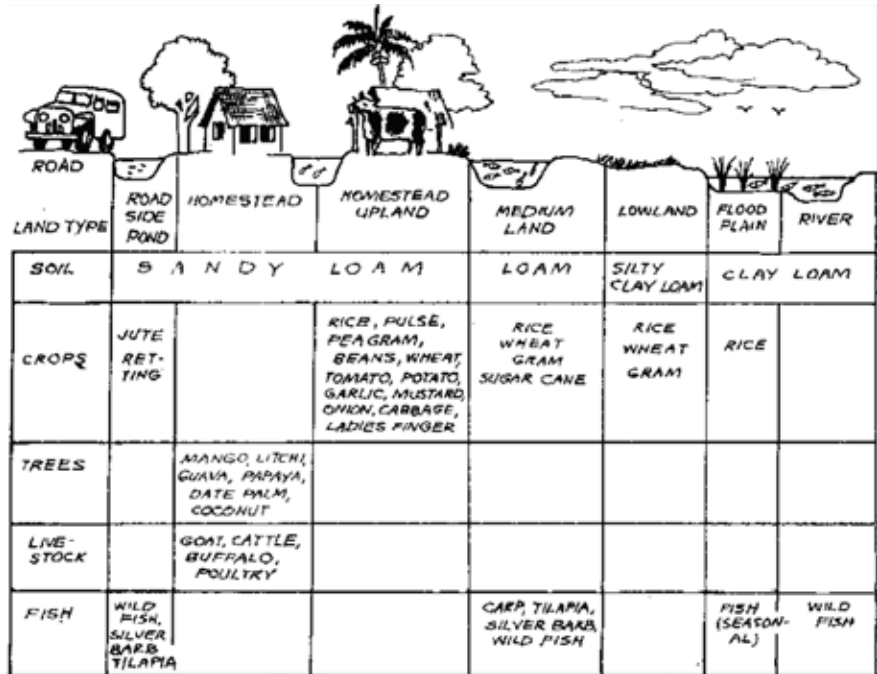 ROAD
LAND TYPE
ROAD
SIDE
POND
HOMESTEAD
HOMESTEAD
UPLAND
MEDIUM
LAND
LOWLAND
FLOOD
PLAIN
RIVER
SOIL
SANDY LOAM
LOAM
SILTY
CLAY LOAM
CLAY LOAM
CROPS
JUTE
RET-
TING
RICE, PULSE,
PEAGRAM,
BEANS, WHEAT,
TOMATO, POTATO,
GARLIC, MUSTARD,
ONION, CABBAGE,
LADIES FINGER
RICE
WHEAT
GRAM
SUGAR CANE
RICE
WHEAT
GRAM
RICE
TREES
MANGO, LITCHI,
GUAVA, PAPAYA,
DATE PALM,
COCONUT
LIVE-
STOCK
GOAT, CATTLE,
BUFFALO,
POULTRY
FISH
WILD
FISH,
SILVER
BARB
TILAPIA
CARP, TILAPIA,
SILVER BARB,
WILD FISH
FISH
(SEASON-
AL)
WILD
FISH